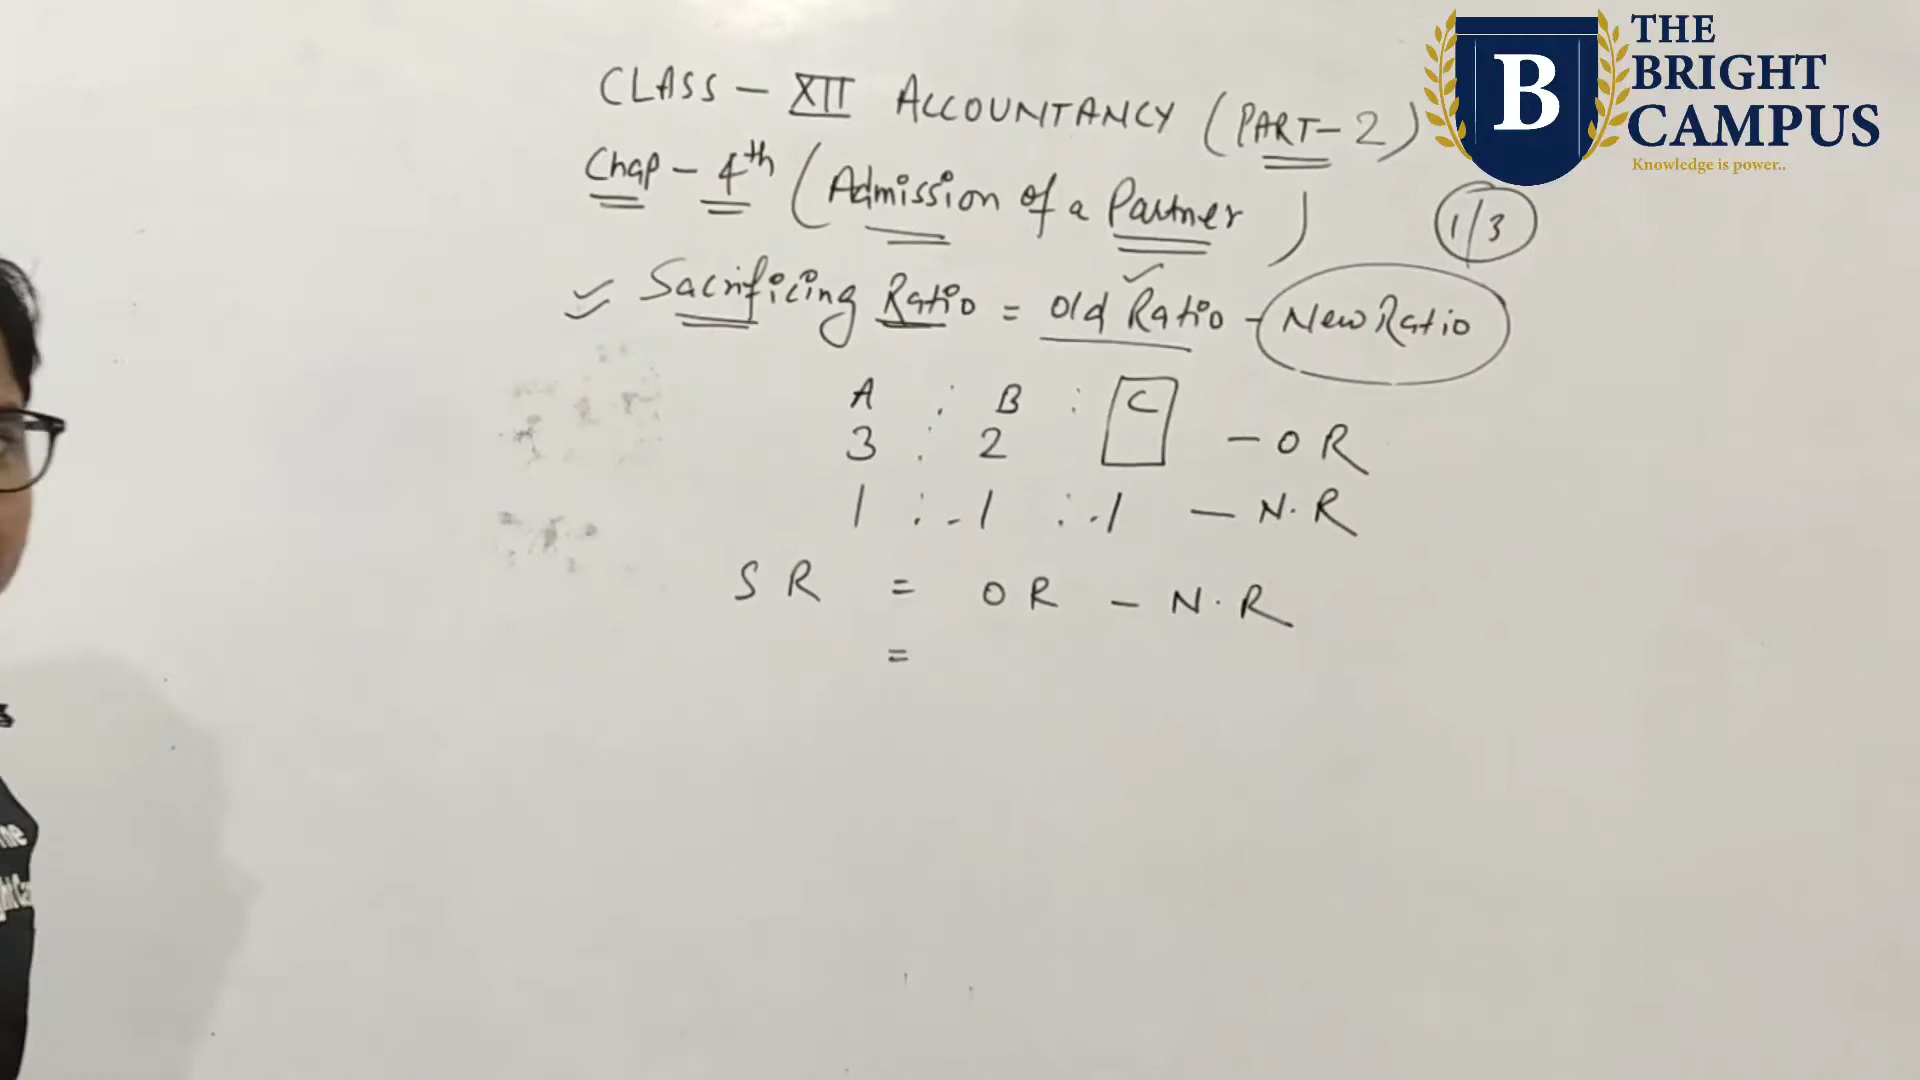 THE
BRIGHT
CAMPUS
Knowledge is power..
B
CLASS - XII ACCOUNTANCY (PART-2)
Chap - 4th (Admission of a Partner)
1/3
Sacrificing Ratio = Old Ratio - New Ratio
A : B : C
3 : 2 - O R
1 : 1 : 1 - N.R
S R = O R - N.R
=